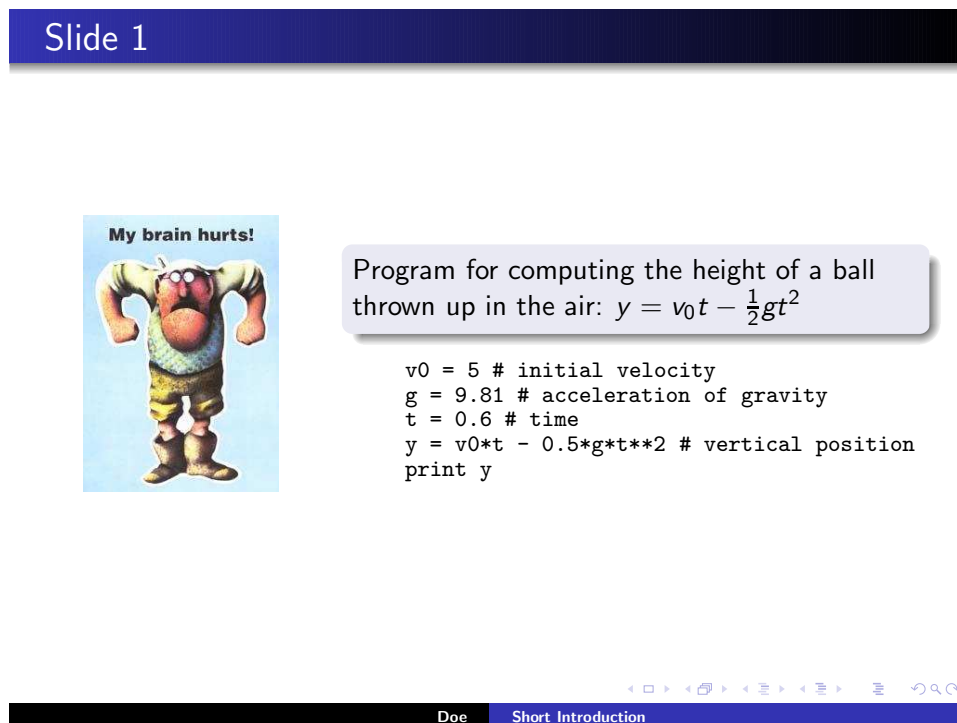 Slide 1
My brain hurts!
Program for computing the height of a ball
thrown up in the air: y = v₀t − ½gt²
v0 = 5 # initial velocity
g = 9.81 # acceleration of gravity
t = 0.6 # time
y = v0*t - 0.5*g*t**2 # vertical position
print y
Doe Short Introduction